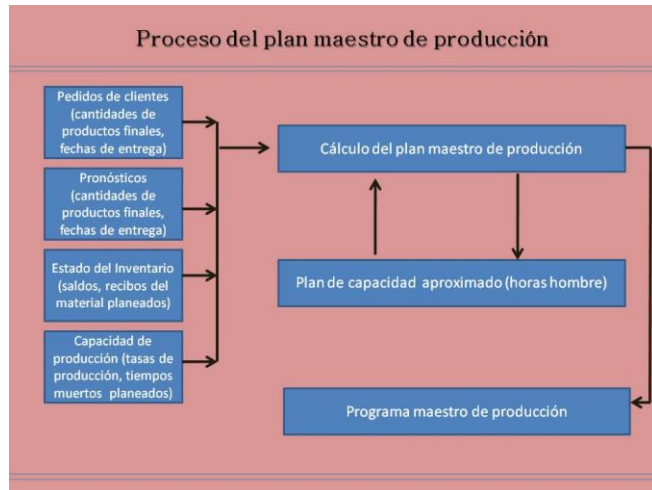 Proceso del plan maestro de producción
Pedidos de clientes
(cantidades de
productos finales,
fechas de entrega)
Pronósticos
(cantidades de
productos finales,
fechas de entrega)
Estado del Inventario
(saldos, recibos del
material planeados)
Capacidad de
producción (tasas de
producción, tiempos
muertos planeados)
Cálculo del plan maestro de producción
Plan de capacidad aproximado (horas hombre)
Programa maestro de producción